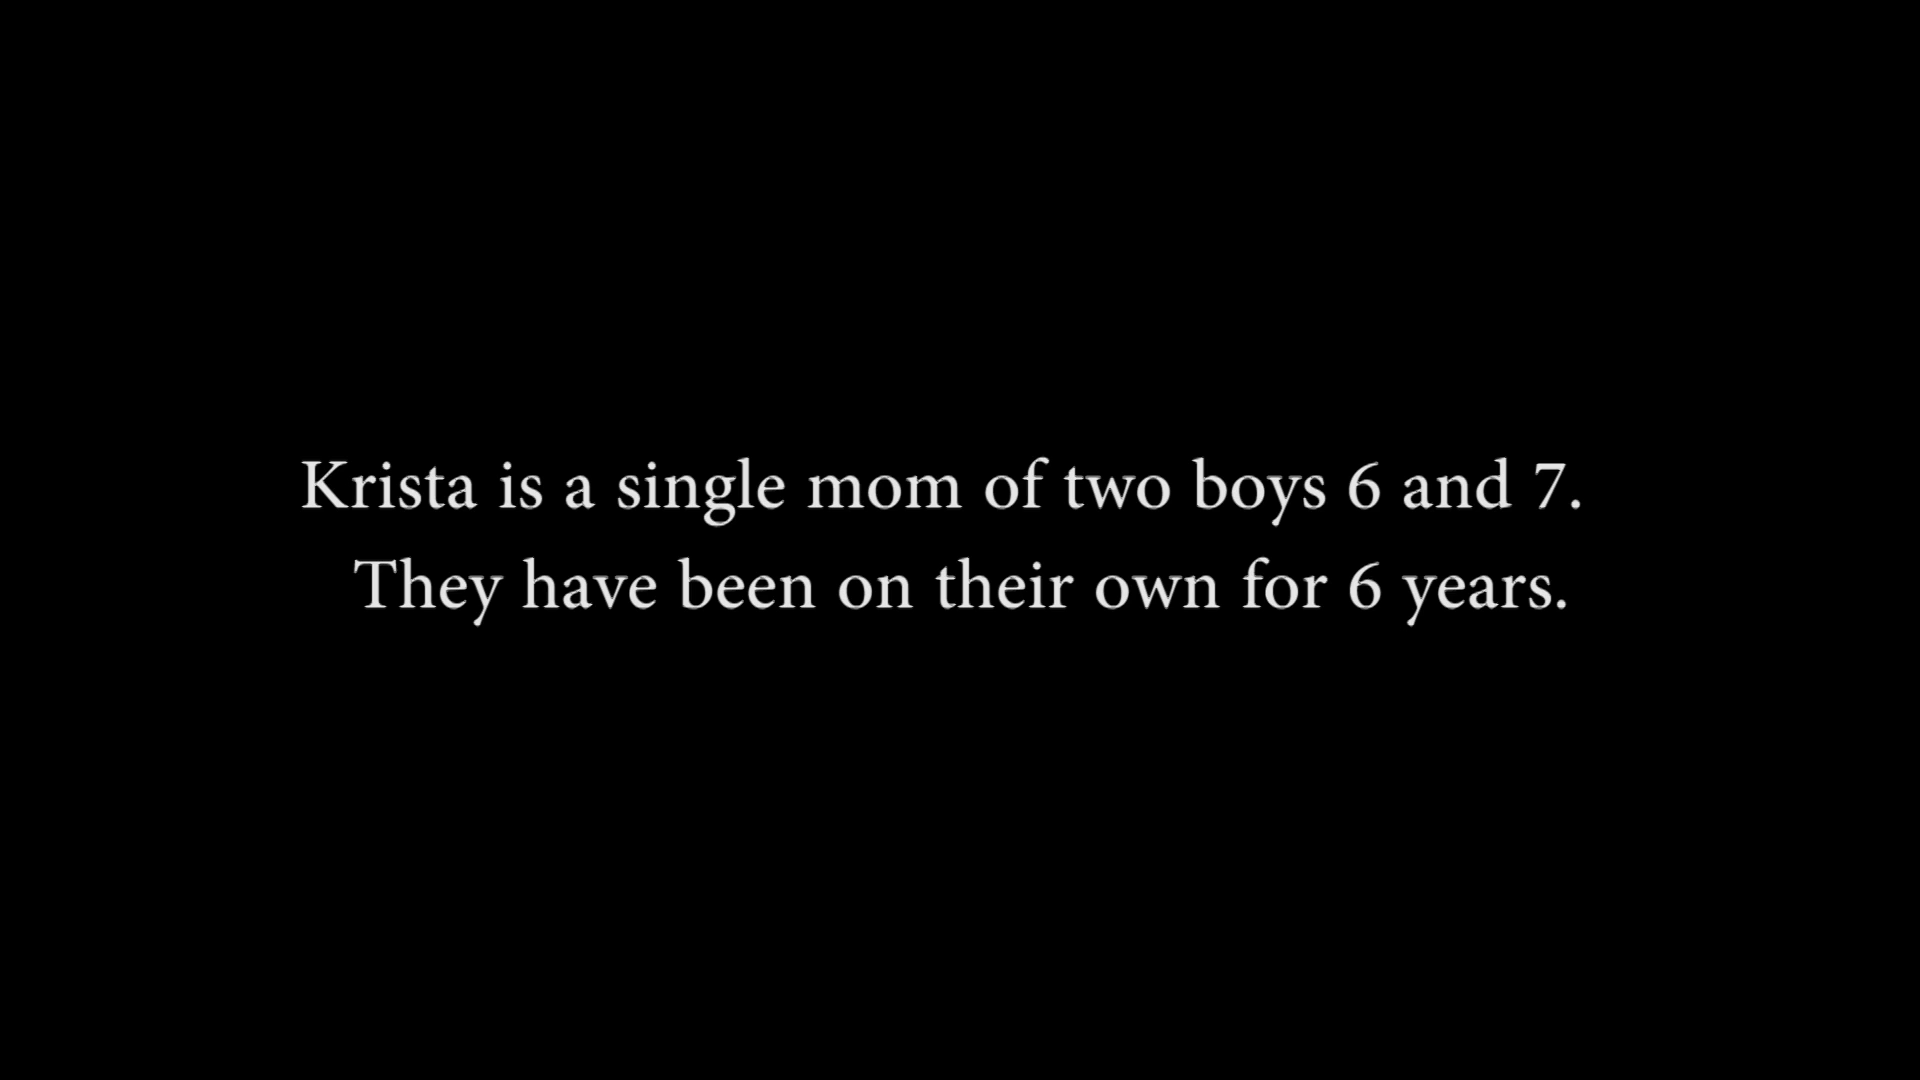 Krista is a single mom of two boys 6 and 7.
They have been on their own for 6 years.